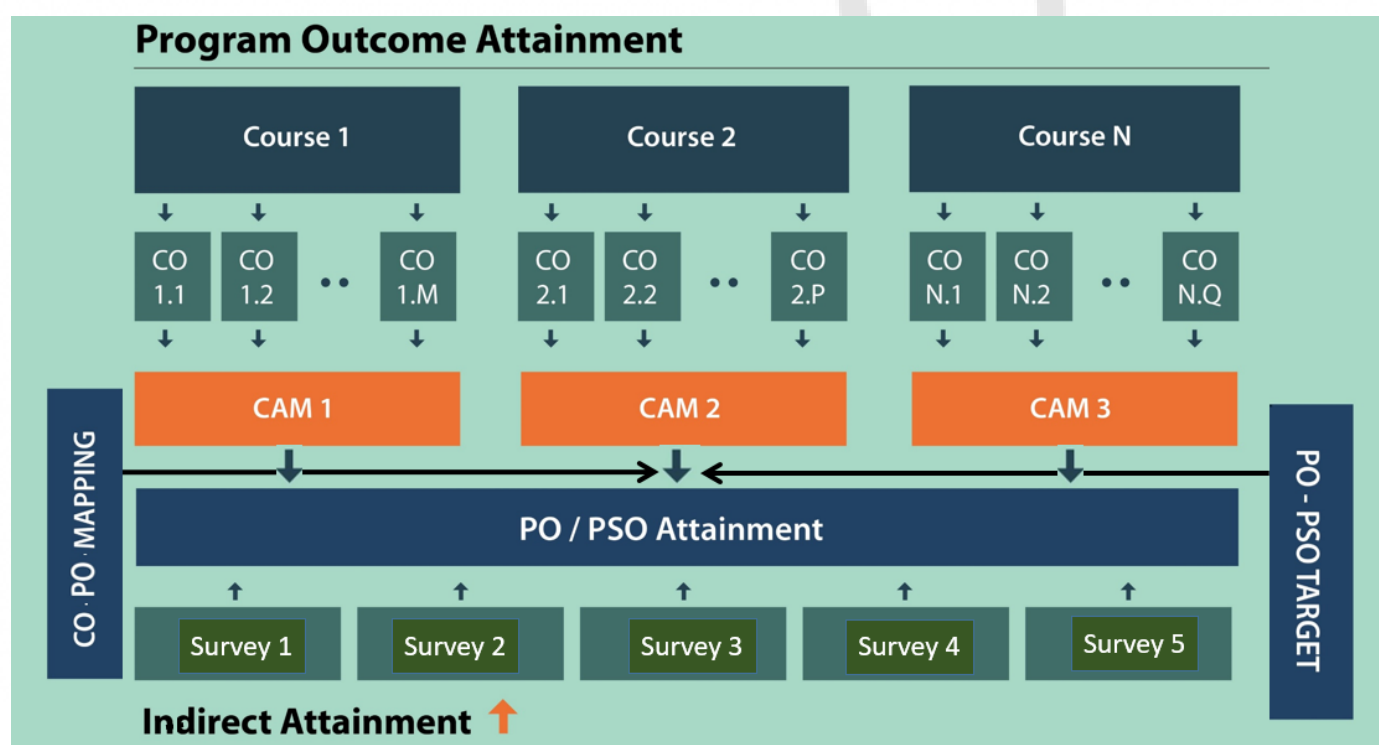 Program Outcome Attainment
Course 1
Course 2
Course N
CO
1.1
CO
1.2
CO
1.M
CO
2.1
CO
2.2
CO
2.P
CO
N.1
CO
N.2
CO
N.Q
CAM 1
CAM 2
CAM 3
CO · PO · MAPPING
PO - PSO TARGET
PO / PSO Attainment
Survey 1
Survey 2
Survey 3
Survey 4
Survey 5
Indirect Attainment